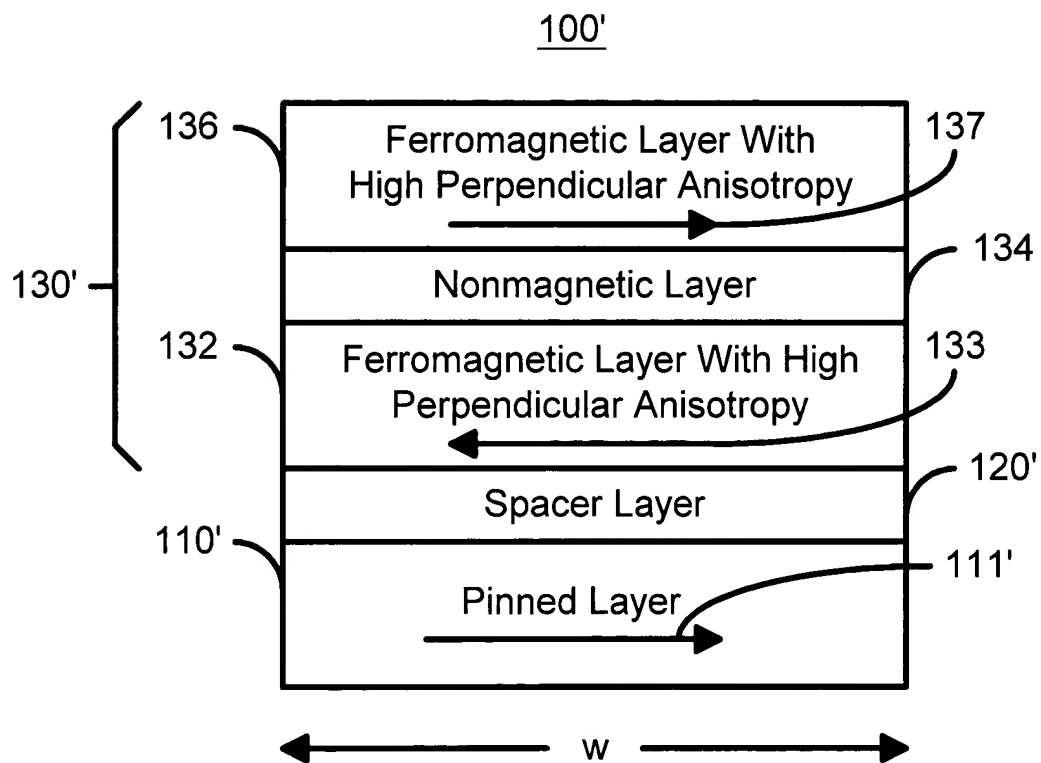 100'
136
Ferromagnetic Layer With
High Perpendicular Anisotropy
137
130'
Nonmagnetic Layer
134
132
Ferromagnetic Layer With High
Perpendicular Anisotropy
133
Spacer Layer
120'
110'
Pinned Layer
111'
w